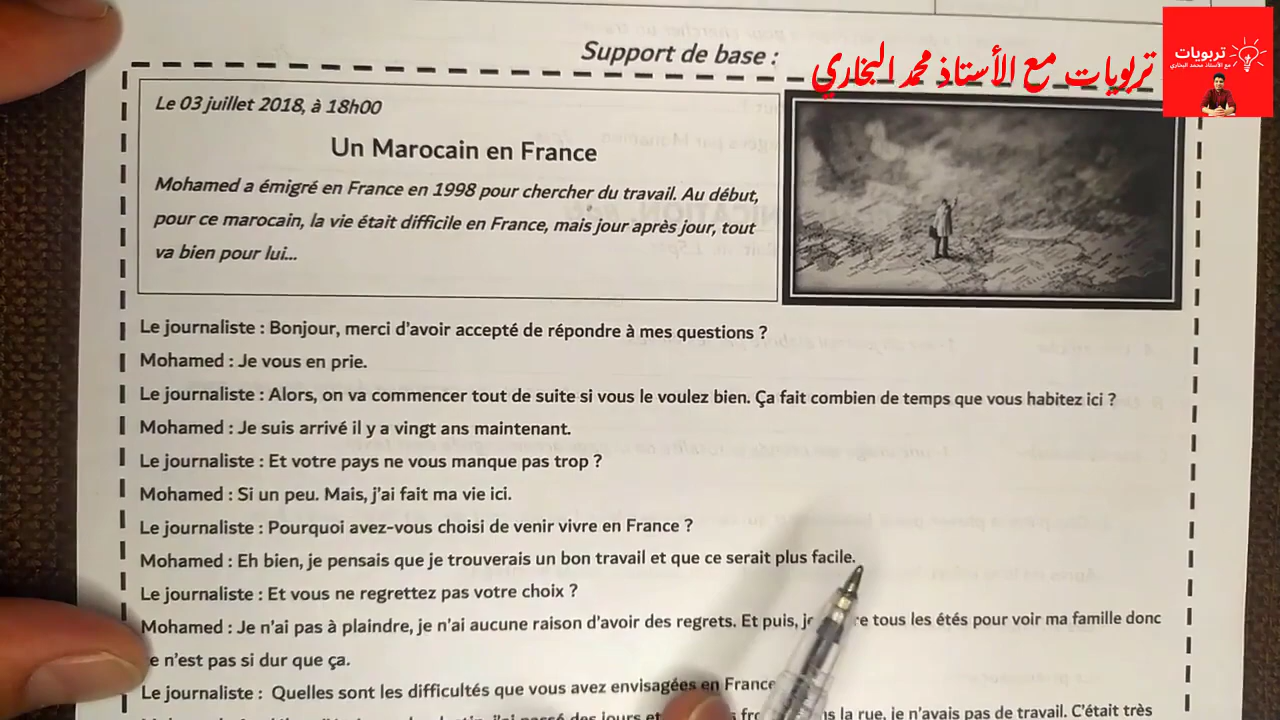 Support de base :
تربويات مع الأستاذ محمد البخاري
تربويات
مع الأستاذ محمد البخاري
Le 03 juillet 2018, à 18h00
Un Marocain en France
Mohamed a émigré en France en 1998 pour chercher du travail. Au début,
pour ce marocain, la vie était difficile en France, mais jour après jour, tout
va bien pour lui...
Le journaliste : Bonjour, merci d'avoir accepté de répondre à mes questions ?
Mohamed : Je vous en prie.
Le journaliste : Alors, on va commencer tout de suite si vous le voulez bien. Ça fait combien de temps que vous habitez ici ?
Mohamed : Je suis arrivé il y a vingt ans maintenant.
Le journaliste : Et votre pays ne vous manque pas trop ?
Mohamed : Si un peu. Mais, j'ai fait ma vie ici.
Le journaliste : Pourquoi avez-vous choisi de venir vivre en France ?
Mohamed : Eh bien, je pensais que je trouverais un bon travail et que ce serait plus facile.
Le journaliste : Et vous ne regrettez pas votre choix ?
Mohamed : Je n'ai pas à plaindre, je n'ai aucune raison d'avoir des regrets. Et puis, tous les étés pour voir ma famille donc
n'est pas si dur que ça.
Le journaliste : Quelles sont les difficultés que vous avez envisagées en France
passé des jours et la rue, je n'avais pas de travail. C'était très